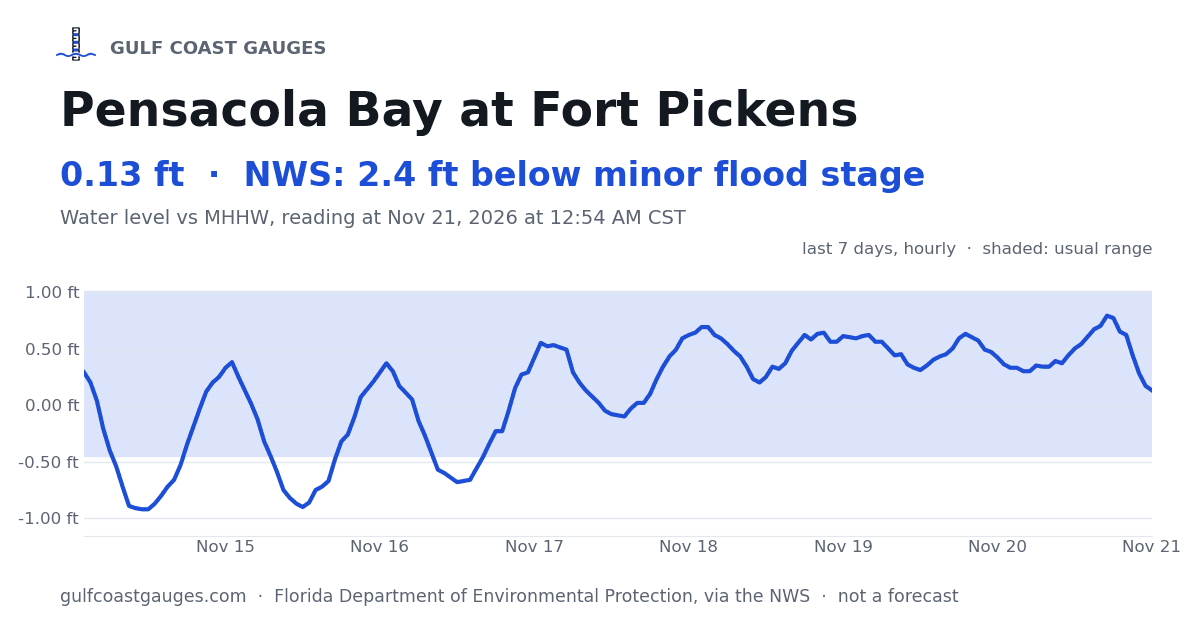 GULF COAST GAUGES
Pensacola Bay at Fort Pickens
0.13 ft · NWS: 2.4 ft below minor flood stage
Water level vs MHHW, reading at Nov 21, 2026 at 12:54 AM CST
last 7 days, hourly · shaded: usual range
1.00 ft
0.50 ft
0.00 ft
-0.50 ft
-1.00 ft
Nov 15 Nov 16 Nov 17 Nov 18 Nov 19 Nov 20 Nov 21
gulfcoastgauges.com · Florida Department of Environmental Protection, via the NWS · not a forecast